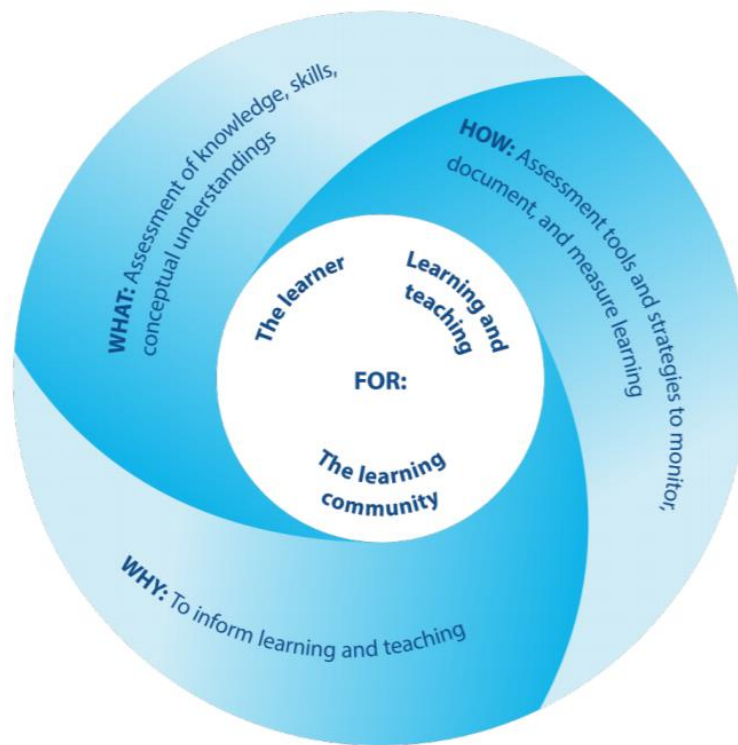 WHAT: Assessment of knowledge, skills,
conceptual understandings
HOW: Assessment tools and strategies to monitor,
document, and measure learning
The learner
Learning and
teaching
FOR:
The learning
community
WHY: To inform learning and teaching